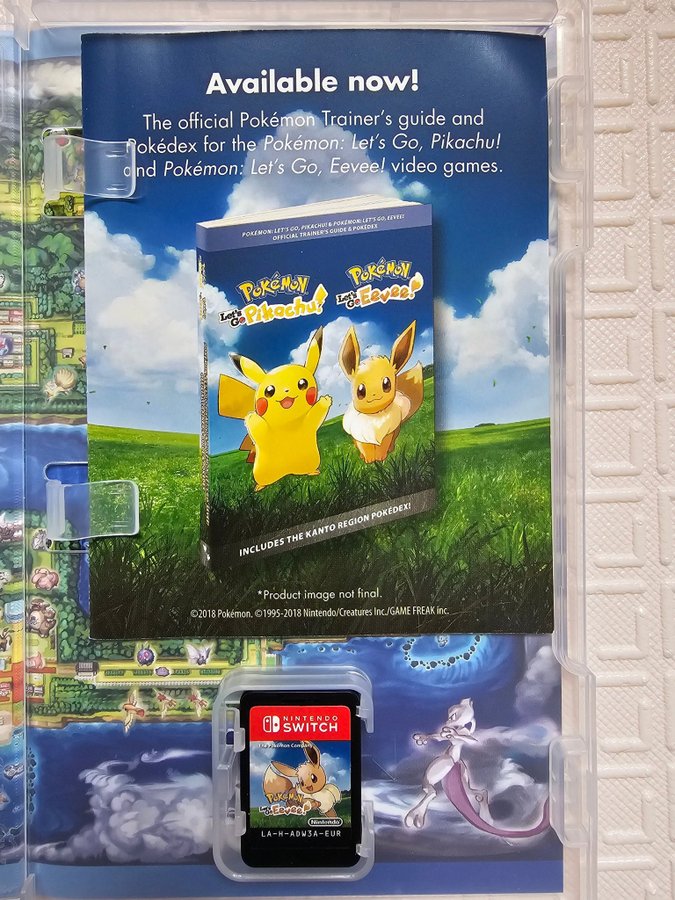 Available now!
The official Pokémon Trainer's guide and
Pokédex for the Pokémon: Let's Go, Pikachu!
and Pokémon: Let's Go, Eevee! video games.
POKÉMON: LET'S GO, PIKACHU! & POKÉMON: LET'S GO, EEVEE!
OFFICIAL TRAINER'S GUIDE & POKÉDEX
POKÉMON
Let's Go Pikachu!
POKÉMON
Let's Go Eevee!
INCLUDES THE KANTO REGION POKÉDEX!
*Product image not final.
©2018 Pokémon. ©1995-2018 Nintendo/Creatures Inc./GAME FREAK inc.
NINTENDO
SWITCH
The Pokémon Company
POKÉMON
Let's Go Eevee!
Nintendo
LA-H-ADW3A-EUR